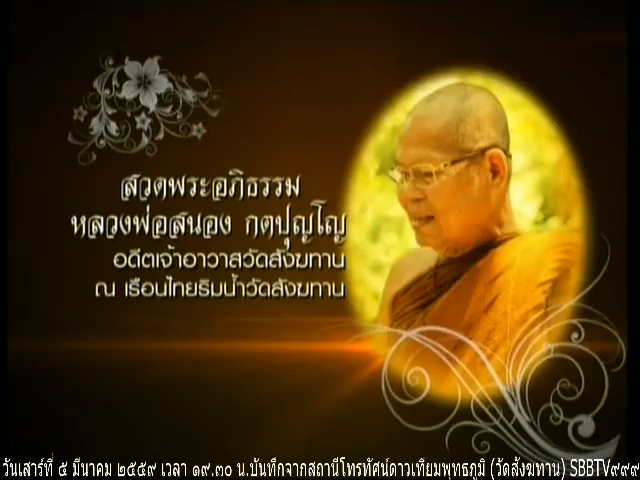 สวดพระอภิธรรม
หลวงพ่อสนอง กตปุญฺโญ
อดีตเจ้าอาวาสวัดสังฆทาน
ณ เรือนไทยริมน้ำวัดสังฆทาน
วันเสาร์ที่ ๕ มีนาคม ๒๕๕๙ เวลา ๑๙.๓๐ น.บันทึกจากสถานีโทรทัศน์ดาวเทียมพุทธภูมิ (วัดสังฆทาน) SBBTV๙๙๙